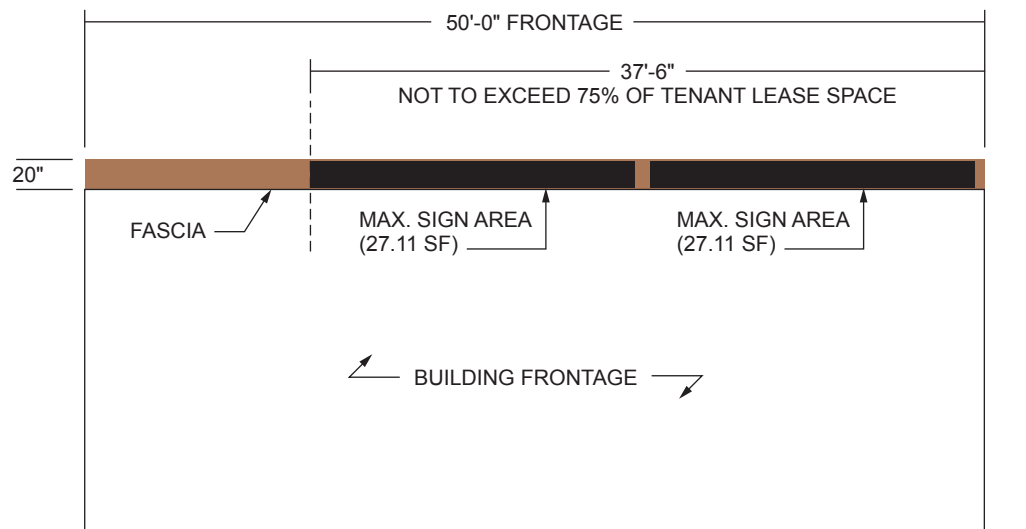 50'-0" FRONTAGE
37'-6"
NOT TO EXCEED 75% OF TENANT LEASE SPACE
20"
FASCIA
MAX. SIGN AREA
(27.11 SF)
MAX. SIGN AREA
(27.11 SF)
BUILDING FRONTAGE